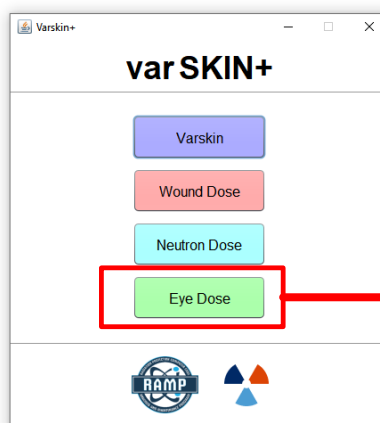 Varskin+
var SKIN+
Varskin
Wound Dose
Neutron Dose
Eye Dose
RAMP